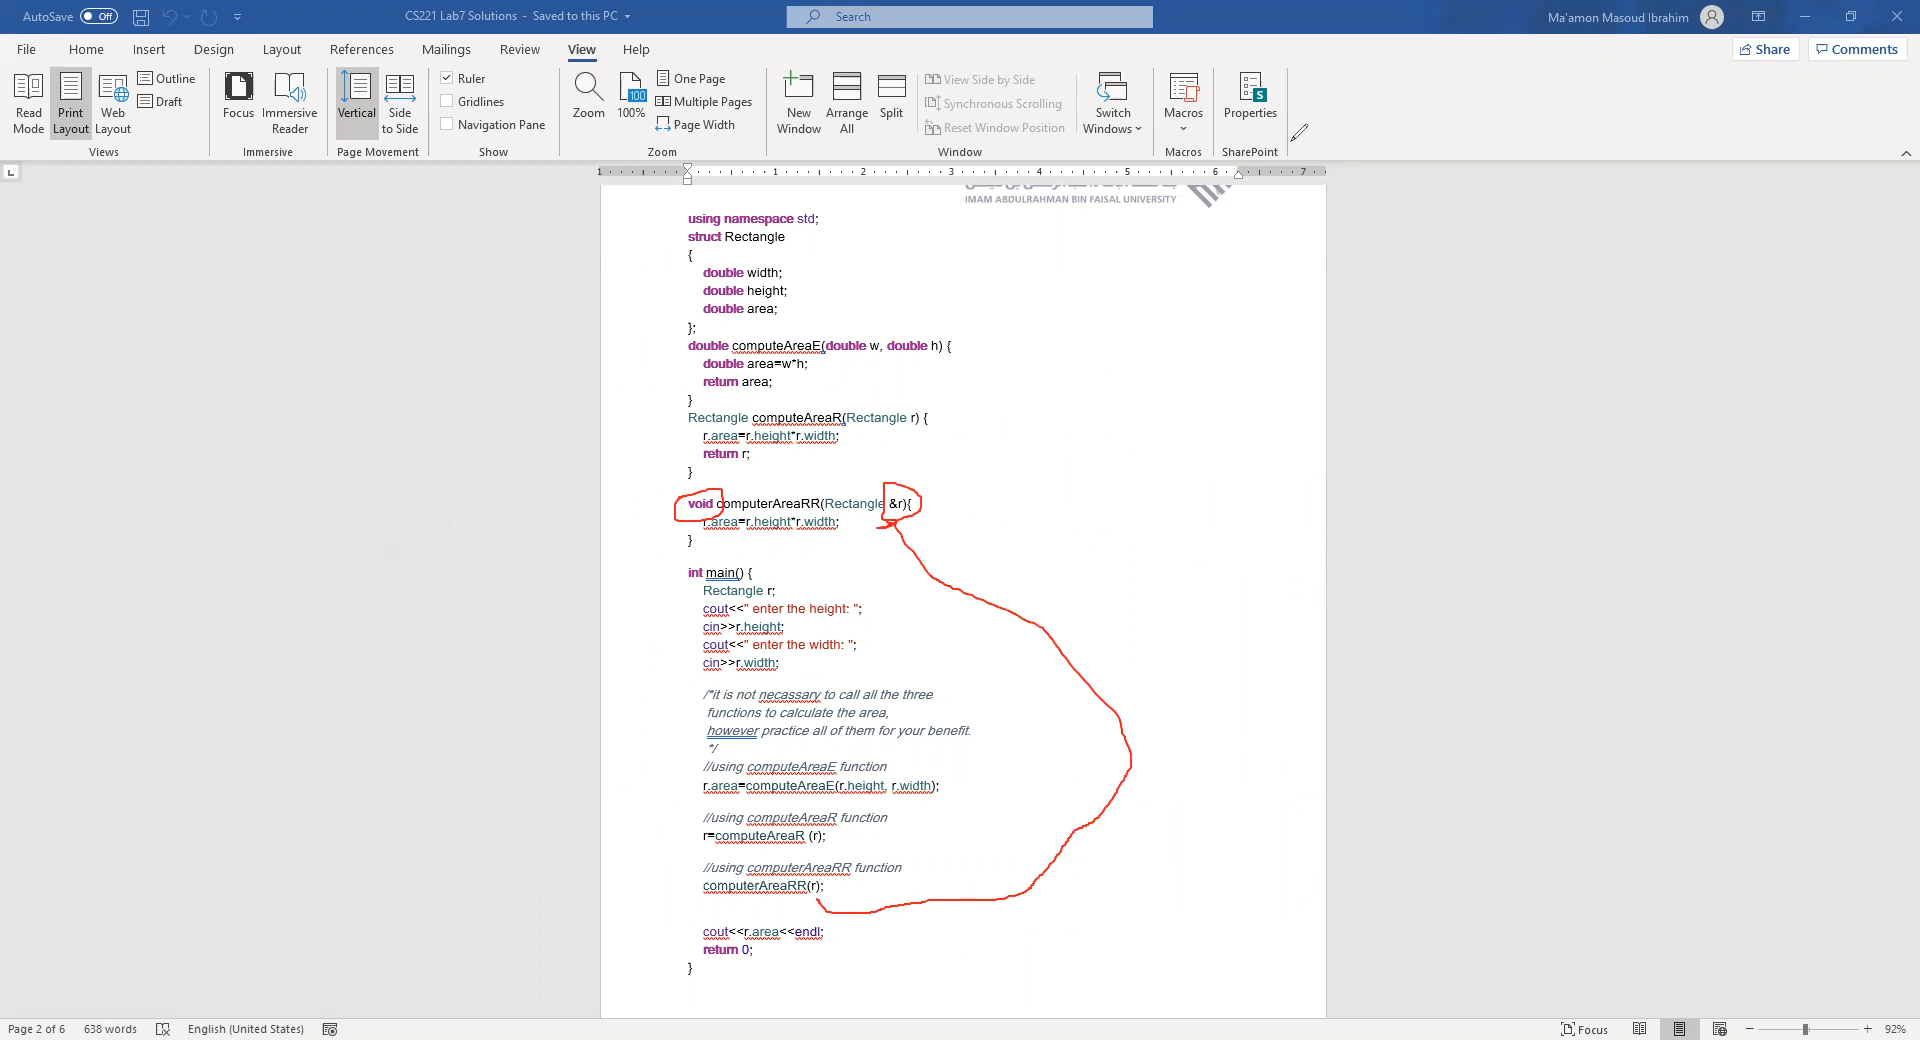 AutoSave Off CS221 Lab7 Solutions - Saved to this PC Search Ma'amon Masoud Ibrahim
File Home Insert Design Layout References Mailings Review View Help Share Comments
Read Mode
Print Layout
Web Layout
Outline
Draft
Views
Focus
Immersive Reader
Immersive
Vertical
Side to Side
Page Movement
Ruler
Gridlines
Navigation Pane
Show
Zoom
100
100%
One Page
Multiple Pages
Page Width
Zoom
New Window
Arrange All
Split
View Side by Side
Synchronous Scrolling
Reset Window Position
Switch Windows
Window
Macros
Macros
Properties
SharePoint
1 1 2 3 4 5 6 7
IMAM ABDULRAHMAN BIN FAISAL UNIVERSITY
using namespace std;
struct Rectangle
{
double width;
double height;
double area;
};
double computeAreaE(double w, double h) {
double area=w*h;
return area;
}
Rectangle computeAreaR(Rectangle r) {
r.area=r.height*r.width;
return r;
}
void computerAreaRR(Rectangle &r){
r.area=r.height*r.width;
}
int main() {
Rectangle r;
cout<<" enter the height: ";
cin>>r.height;
cout<<" enter the width: ";
cin>>r.width;
/*it is not necassary to call all the three
functions to calculate the area,
however practice all of them for your benefit.
*/
//using computeAreaE function
r.area=computeAreaE(r.height, r.width);
//using computeAreaR function
r=computeAreaR (r);
//using computerAreaRR function
computerAreaRR(r);
cout<<r.area<<endl;
return 0;
}
Page 2 of 6 638 words English (United States) Focus 92%